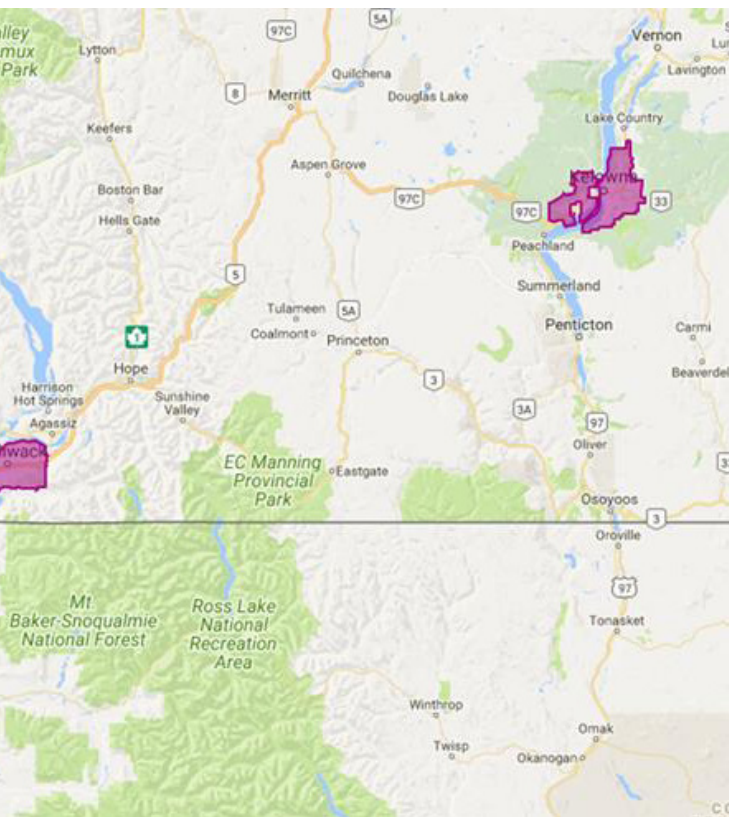 5A
97C
Vernon
Lytton
Park
Quilchena
Lavington
8
Merritt
Douglas Lake
Lake Country
Keefers
Aspen Grove
Kelowna
Boston Bar
97C
33
97C
Hells Gate
Peachland
5
Summerland
Tulameen
5A
Penticton
1
Coalmont
Princeton
Carmi
Hope
3
Beaverdel
Harrison
Hot Springs
Sunshine
Valley
3A
Agassiz
97
Oliver
iwack
EC Manning
Provincial
Park
Eastgate
Osoyoos
3
Oroville
97
Mt.
Baker-Snoqualmie
National Forest
Ross Lake
National
Recreation
Area
Tonasket
Winthrop
Omak
Twisp
Okanogan